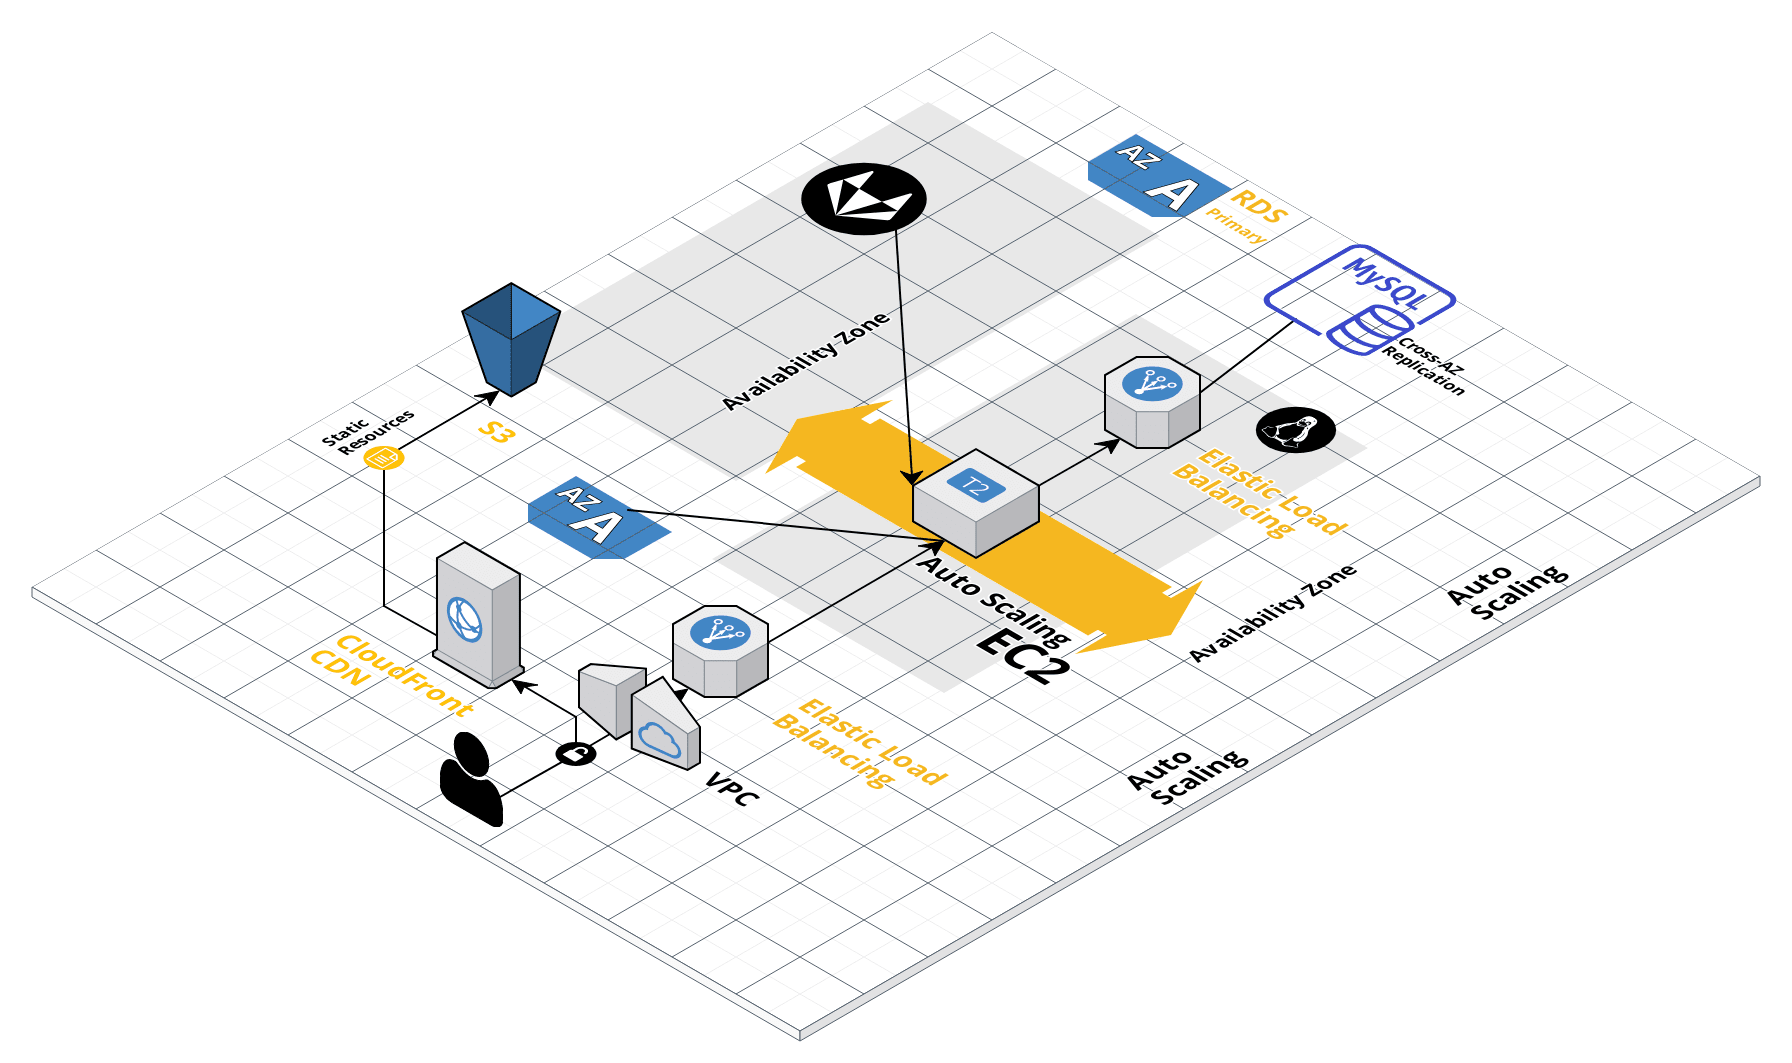 AZ
A
RDS
Primary
MySQL
Cross-AZ
Replication
Availability Zone
Static
Resources
S3
T2
Elastic Load
Balancing
AZ
A
Auto Scaling
EC2
Availability Zone
Auto
Scaling
CloudFront
CDN
Elastic Load
Balancing
VPC
Auto
Scaling